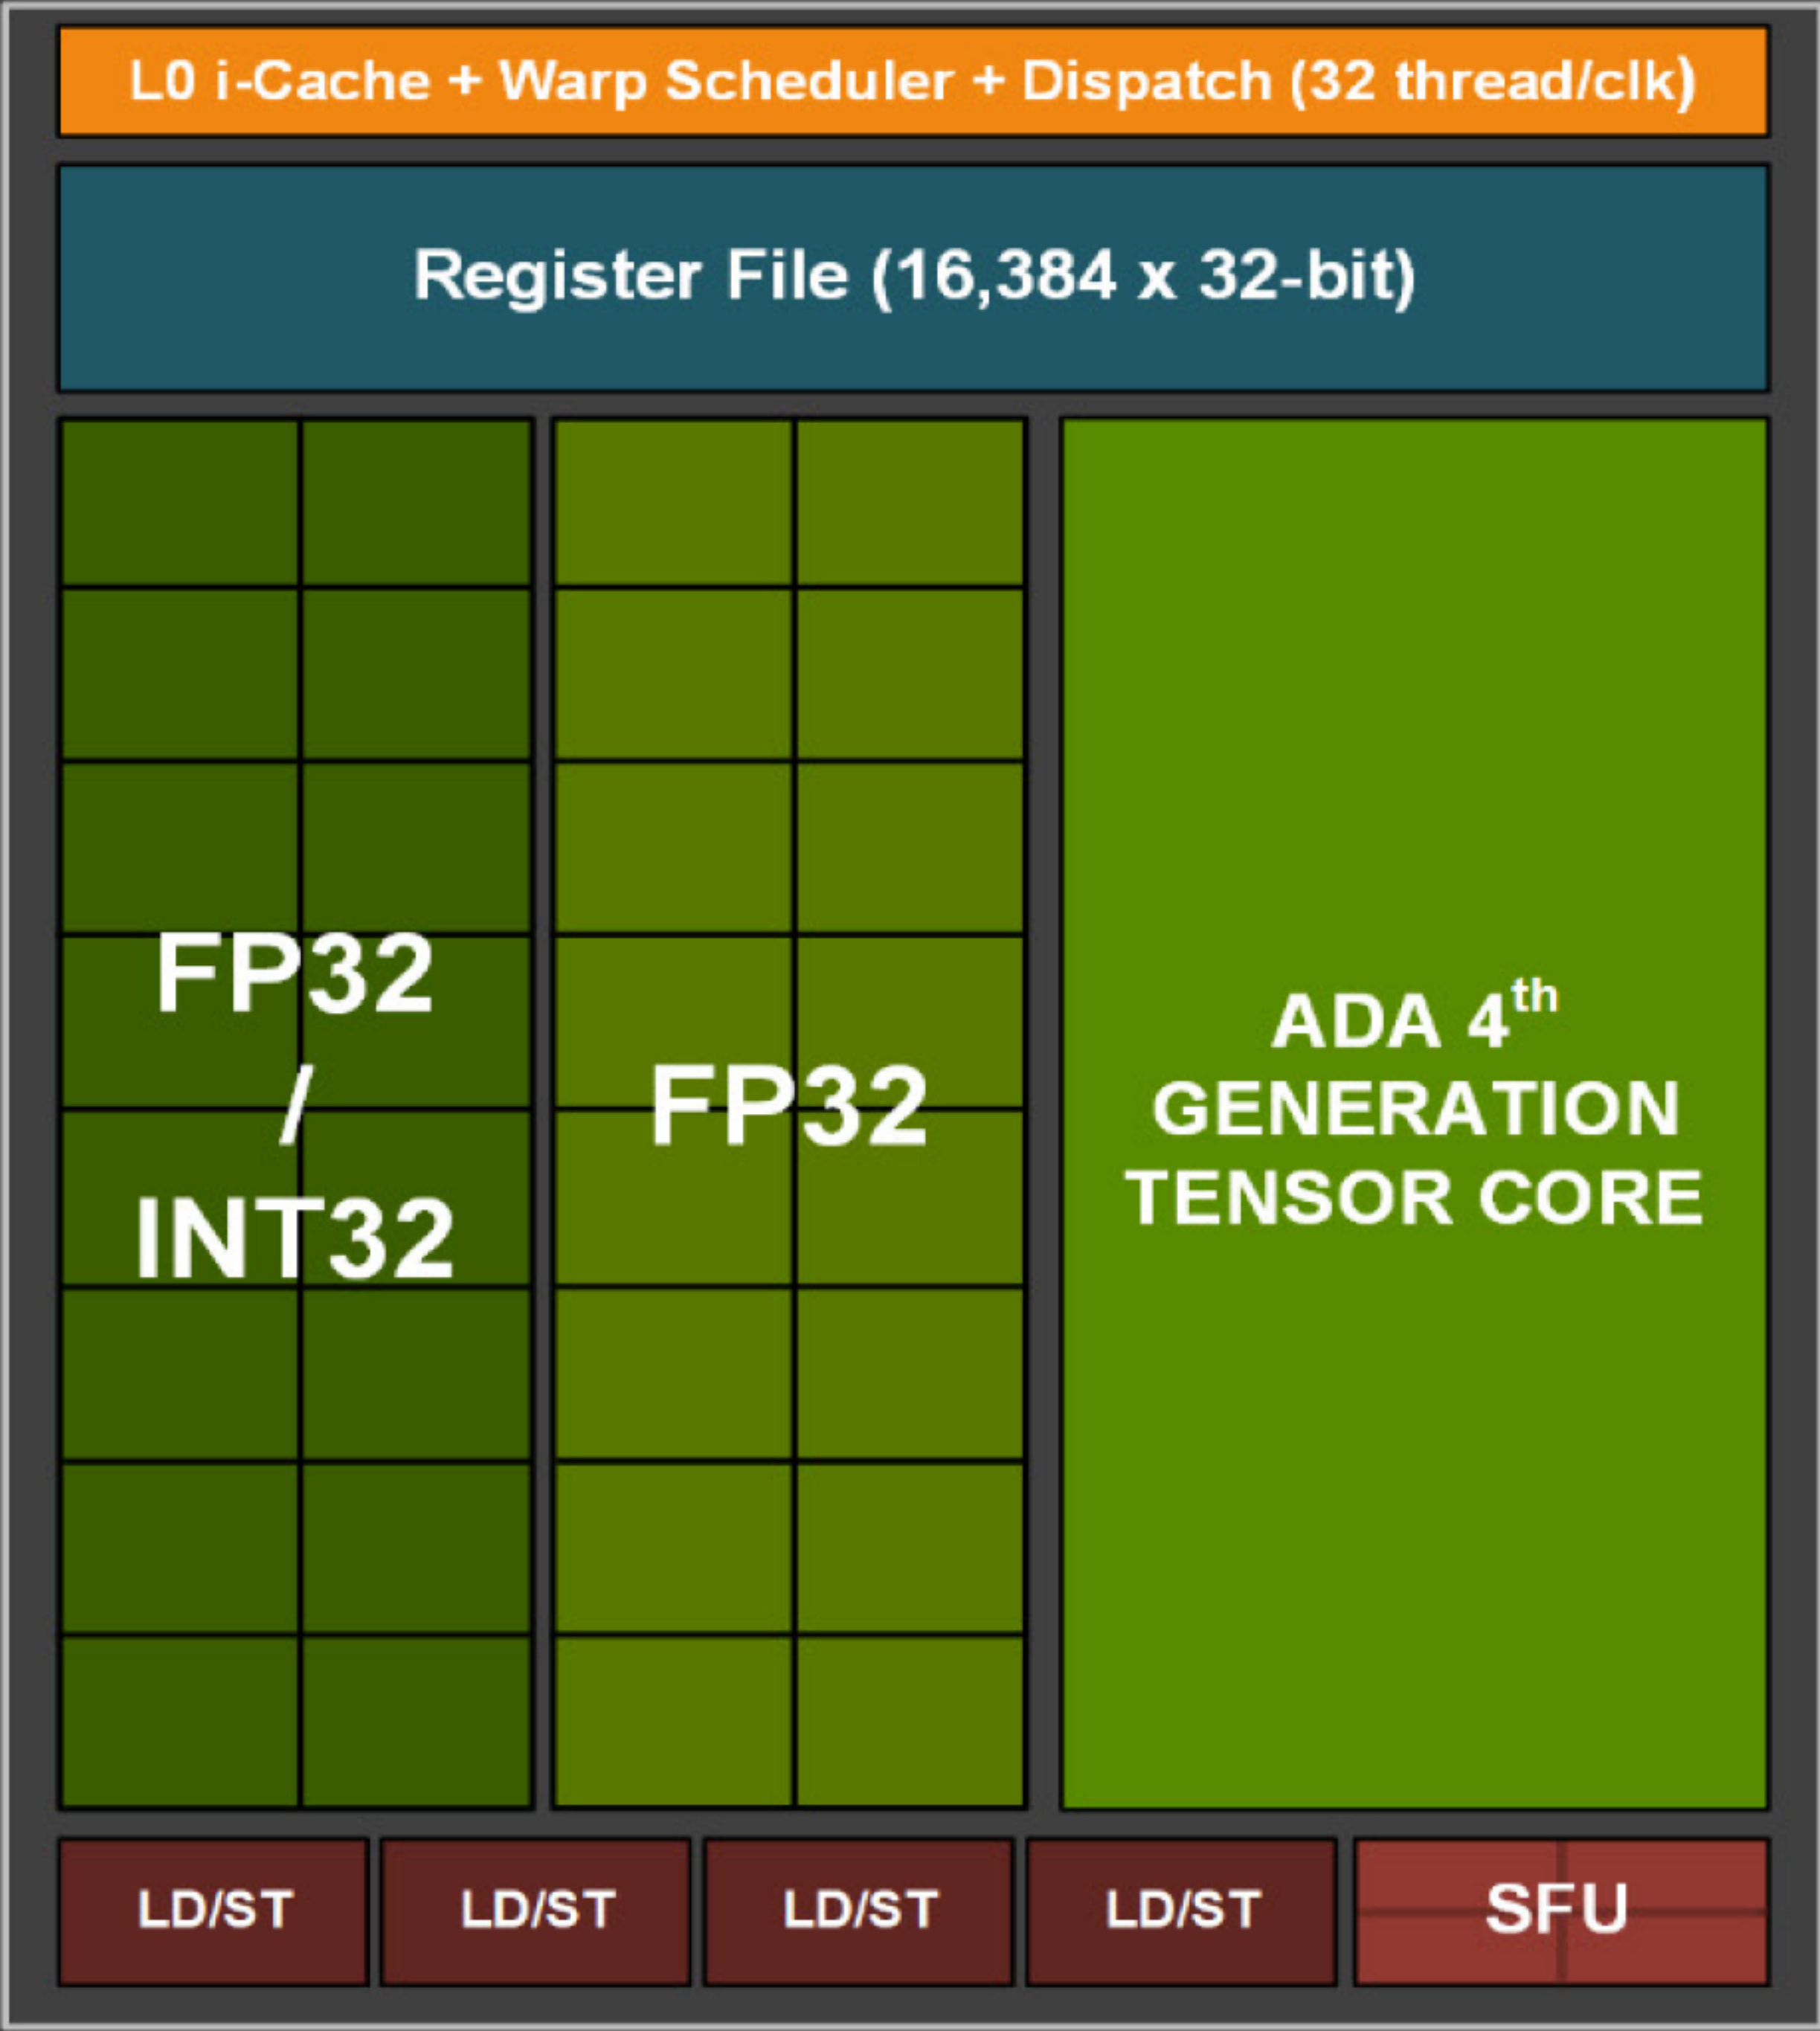 L0 i-Cache + Warp Scheduler + Dispatch (32 thread/clk)
Register File (16,384 x 32-bit)
FP32
/
INT32
FP32
ADA 4th
GENERATION
TENSOR CORE
LD/ST
LD/ST
LD/ST
LD/ST
SFU